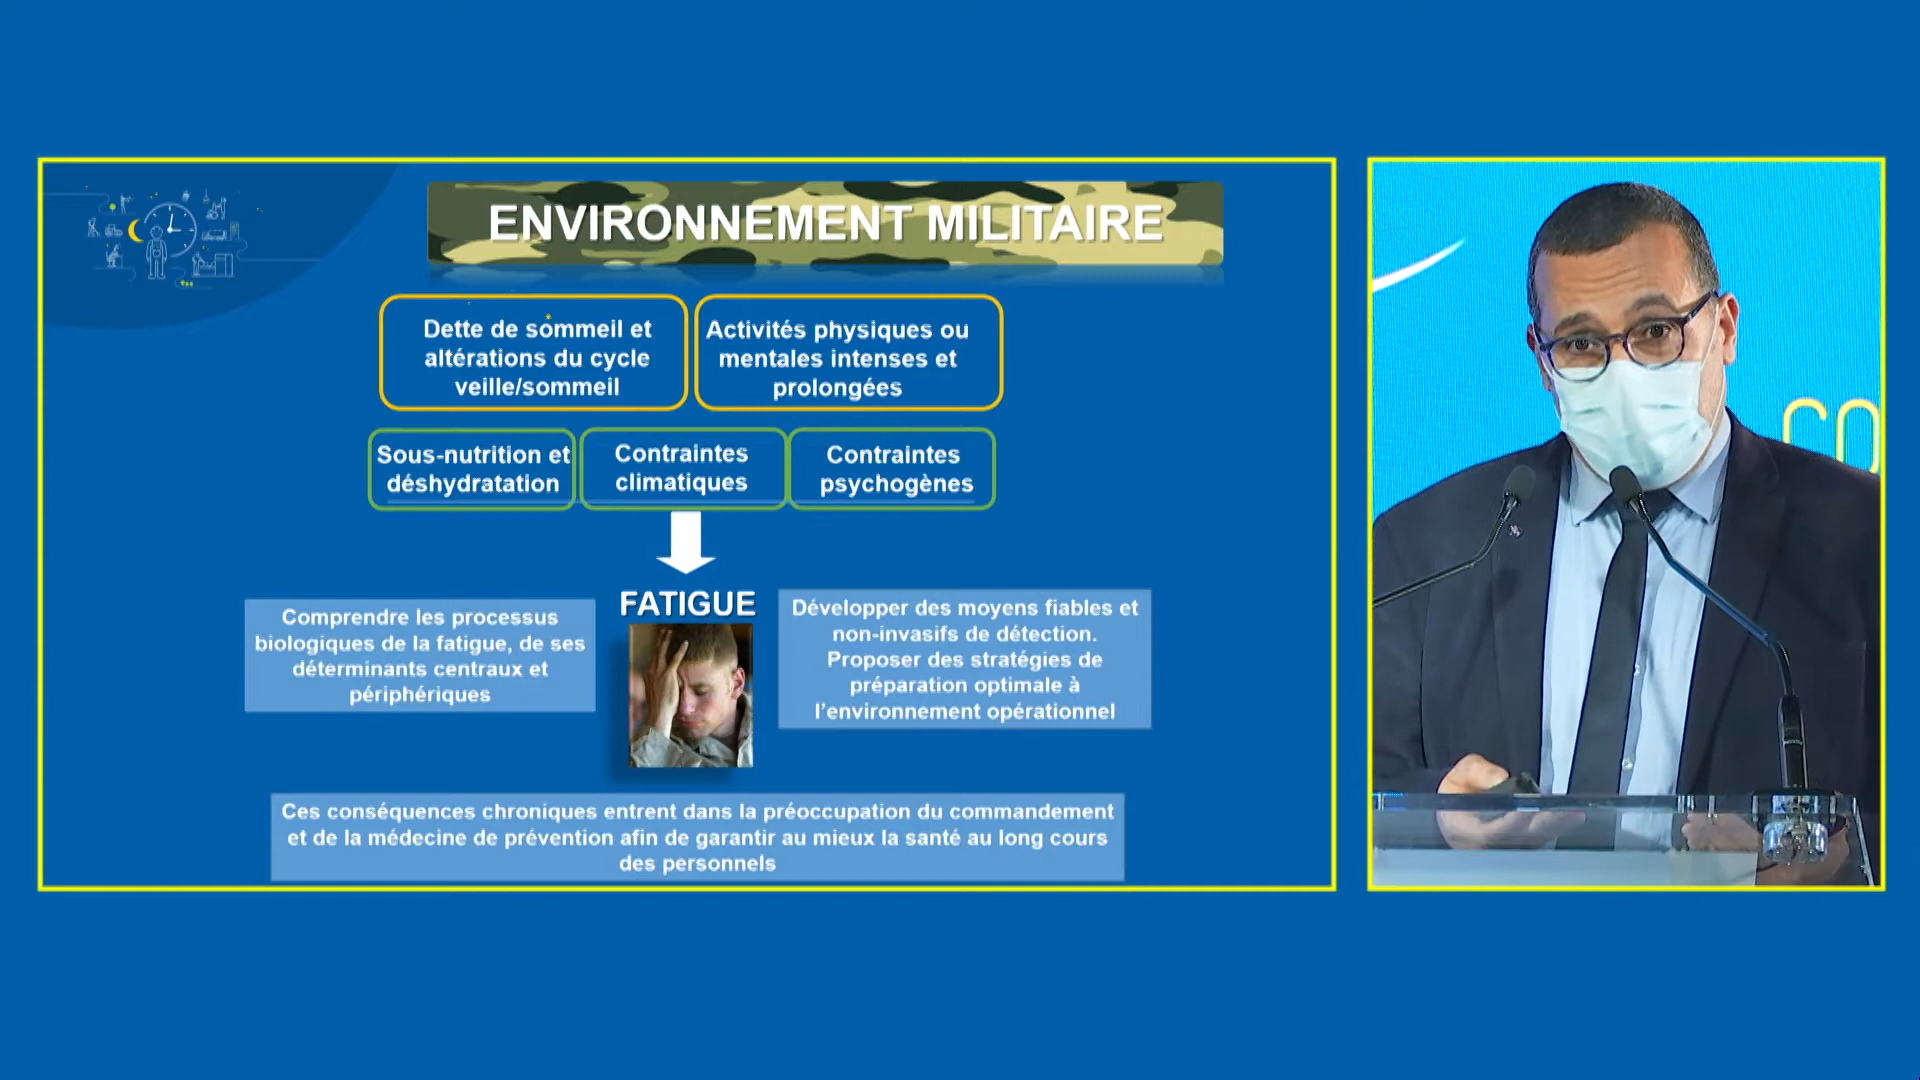 ENVIRONNEMENT MILITAIRE
Dette de sommeil et
altérations du cycle
veille/sommeil
Activités physiques ou
mentales intenses et
prolongées
Sous-nutrition et
déshydratation
Contraintes
climatiques
Contraintes
psychogènes
FATIGUE
Comprendre les processus
biologiques de la fatigue, de ses
déterminants centraux et
périphériques
Développer des moyens fiables et
non-invasifs de détection.
Proposer des stratégies de
préparation optimale à
l'environnement opérationnel
Ces conséquences chroniques entrent dans la préoccupation du commandement
et de la médecine de prévention afin de garantir au mieux la santé au long cours
des personnels
co